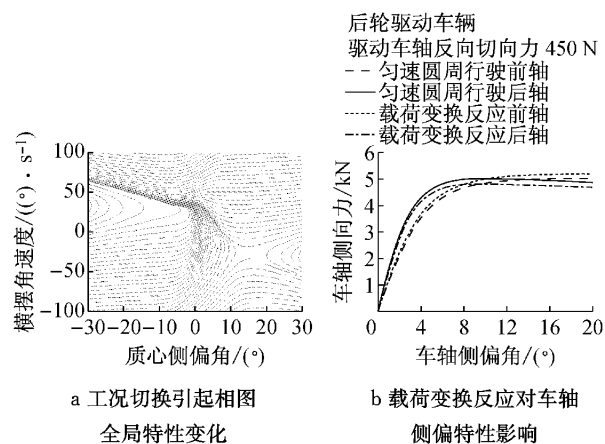 后轮驱动车辆
驱动车轴反向切向力 450 N
匀速圆周行驶前轴
匀速圆周行驶后轴
载荷变换反应前轴
载荷变换反应后轴
横摆角速度/((°)·s⁻¹)
100
50
0
-50
-100
-30 -20 -10 0 10 20 30
质心侧偏角/(°)
车轴侧向力/kN
6
5
4
3
2
1
0 4 8 12 16 20
车轴侧偏角/(°)
a 工况切换引起相图
全局特性变化
b 载荷变换反应对车轴
侧偏特性影响